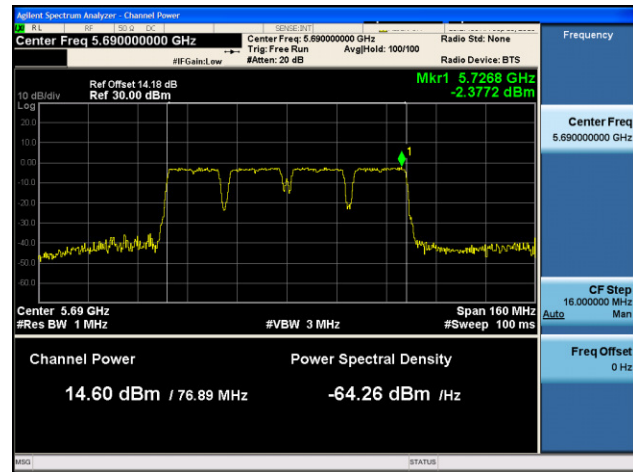 Agilent Spectrum Analyzer - Channel Power
RL RF 50 Ω DC SENSE:INT
Center Freq 5.690000000 GHz
Center Freq: 5.690000000 GHz
Radio Std: None
Trig: Free Run Avg|Hold: 100/100
#IFGain:Low #Atten: 20 dB Radio Device: BTS
Ref Offset 14.18 dB
Mkr1 5.7268 GHz
10 dB/div Ref 30.00 dBm -2.3772 dBm
Log
20.0
10.0
0.00
1
-10.0
-20.0
-30.0
-40.0
-50.0
-60.0
Center 5.69 GHz Span 160 MHz
#Res BW 1 MHz #VBW 3 MHz #Sweep 100 ms
Channel Power Power Spectral Density
14.60 dBm / 76.89 MHz -64.26 dBm /Hz
MSG STATUS
Frequency
Center Freq
5.690000000 GHz
CF Step
16.000000 MHz
Auto Man
Freq Offset
0 Hz